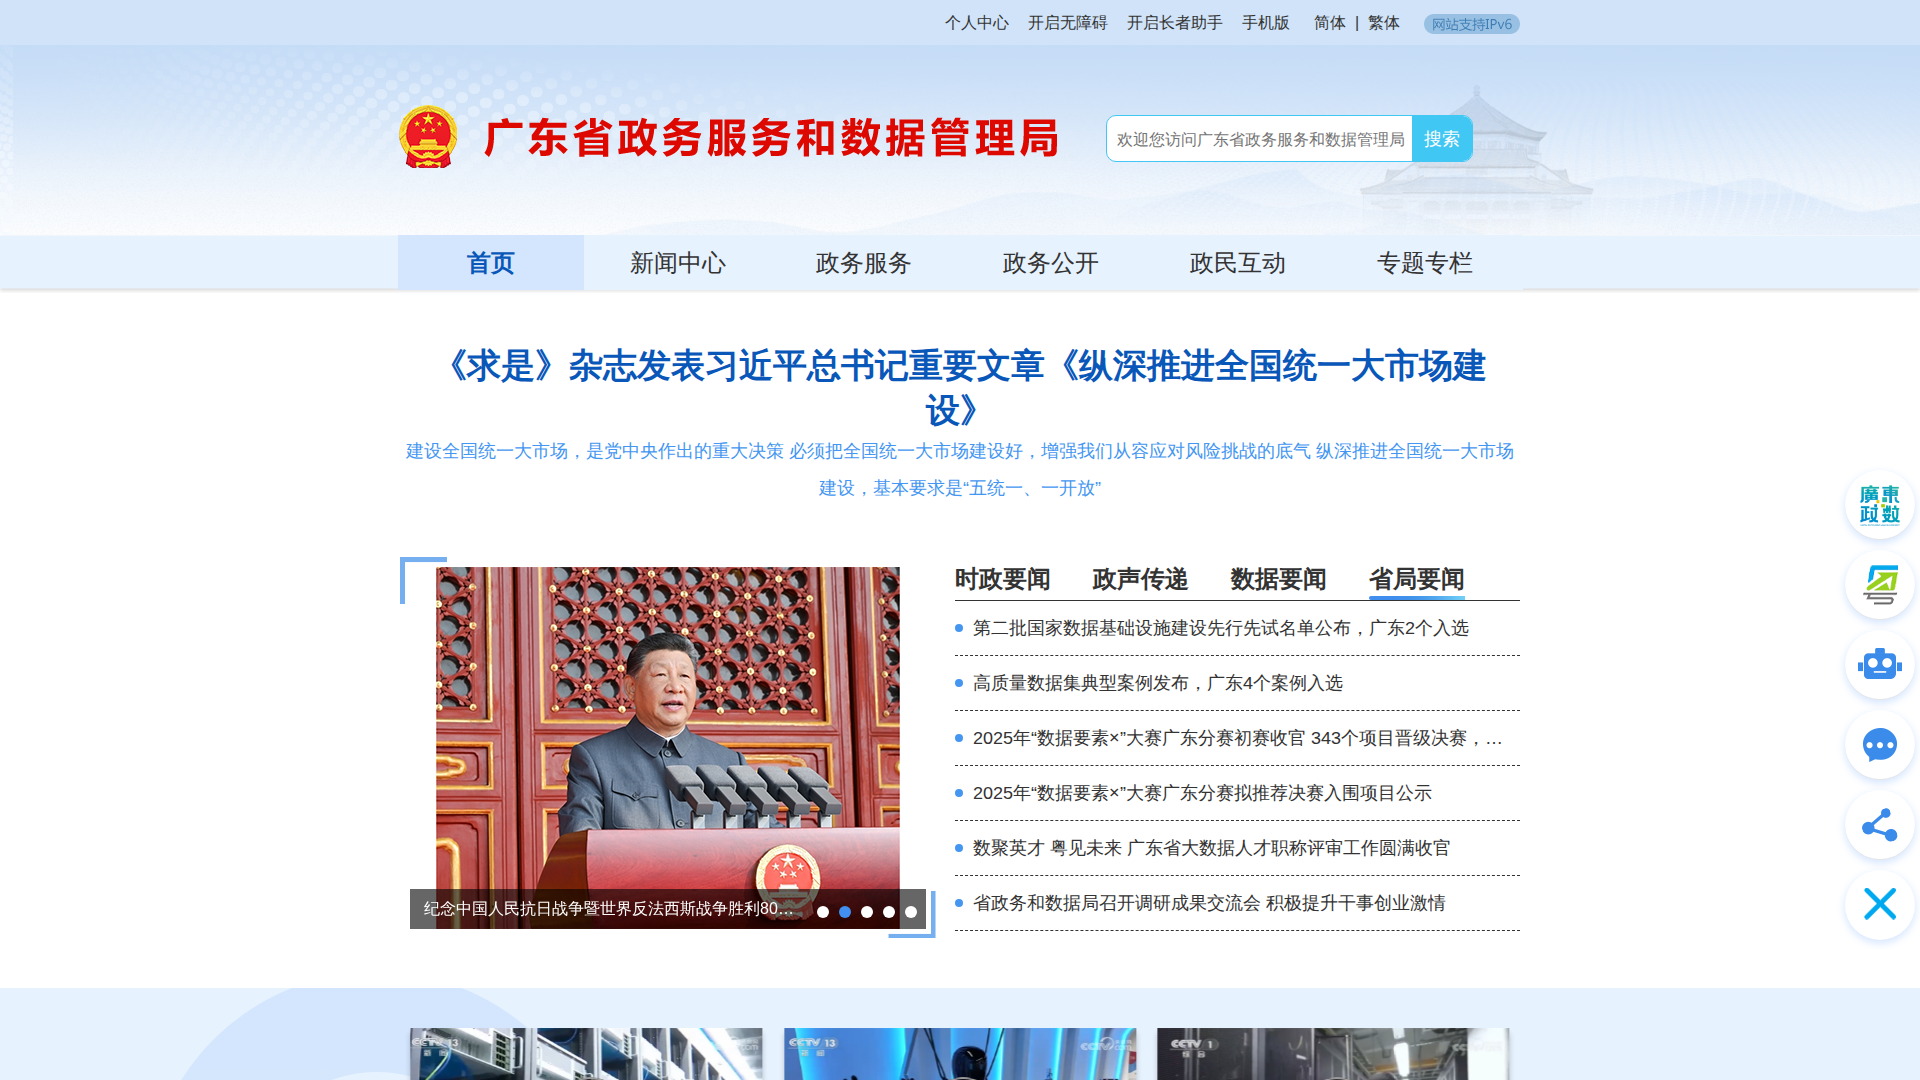 个人中心 开启无障碍 开启长者助手 手机版 简体 | 繁体 网站支持IPv6
广东省政务服务和数据管理局
欢迎您访问广东省政务服务和数据管理局 搜索
首页 新闻中心 政务服务 政务公开 政民互动 专题专栏
《求是》杂志发表习近平总书记重要文章《纵深推进全国统一大市场建
设》
建设全国统一大市场，是党中央作出的重大决策 必须把全国统一大市场建设好，增强我们从容应对风险挑战的底气 纵深推进全国统一大市场
建设，基本要求是“五统一、一开放”
廣東
政数
时政要闻 政声传递 数据要闻 省局要闻
第二批国家数据基础设施建设先行先试名单公布，广东2个入选
高质量数据集典型案例发布，广东4个案例入选
2025年“数据要素×”大赛广东分赛初赛收官 343个项目晋级决赛，…
2025年“数据要素×”大赛广东分赛拟推荐决赛入围项目公示
数聚英才 粤见未来 广东省大数据人才职称评审工作圆满收官
省政务和数据局召开调研成果交流会 积极提升干事创业激情
纪念中国人民抗日战争暨世界反法西斯战争胜利80…
CCTV 13
新闻
CCTV 13
新闻
CCTV 1
综合